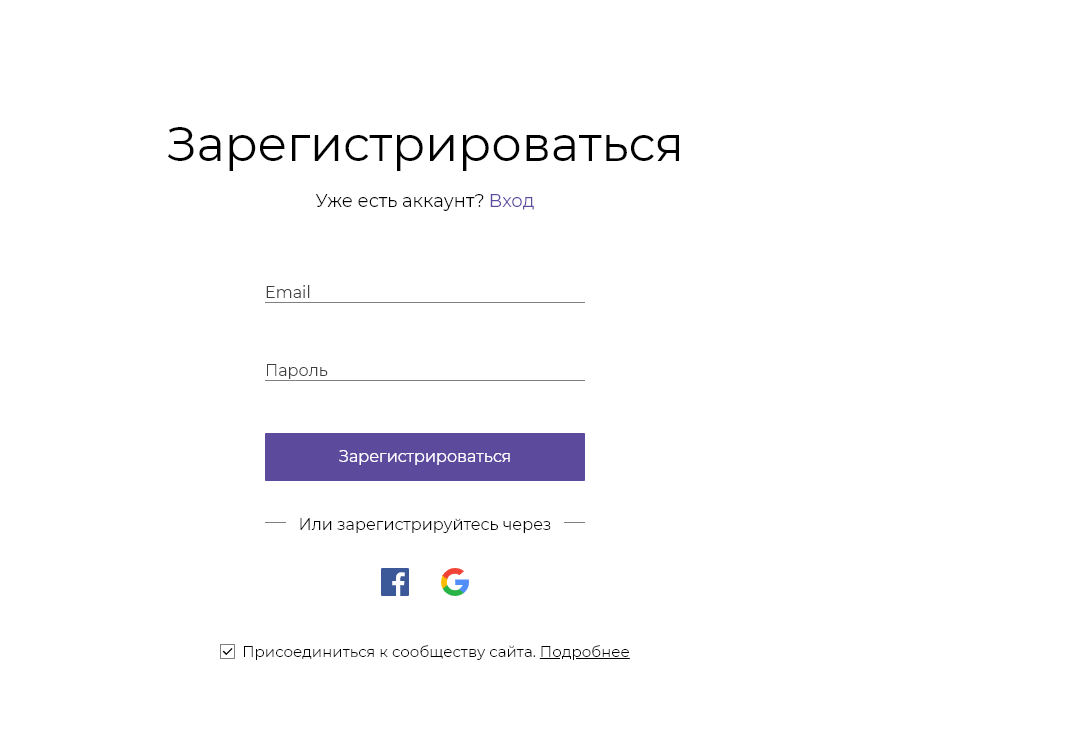 Зарегистрироваться
Уже есть аккаунт? Вход
Email
Пароль
Зарегистрироваться
Или зарегистрируйтесь через
Присоединиться к сообществу сайта. Подробнее